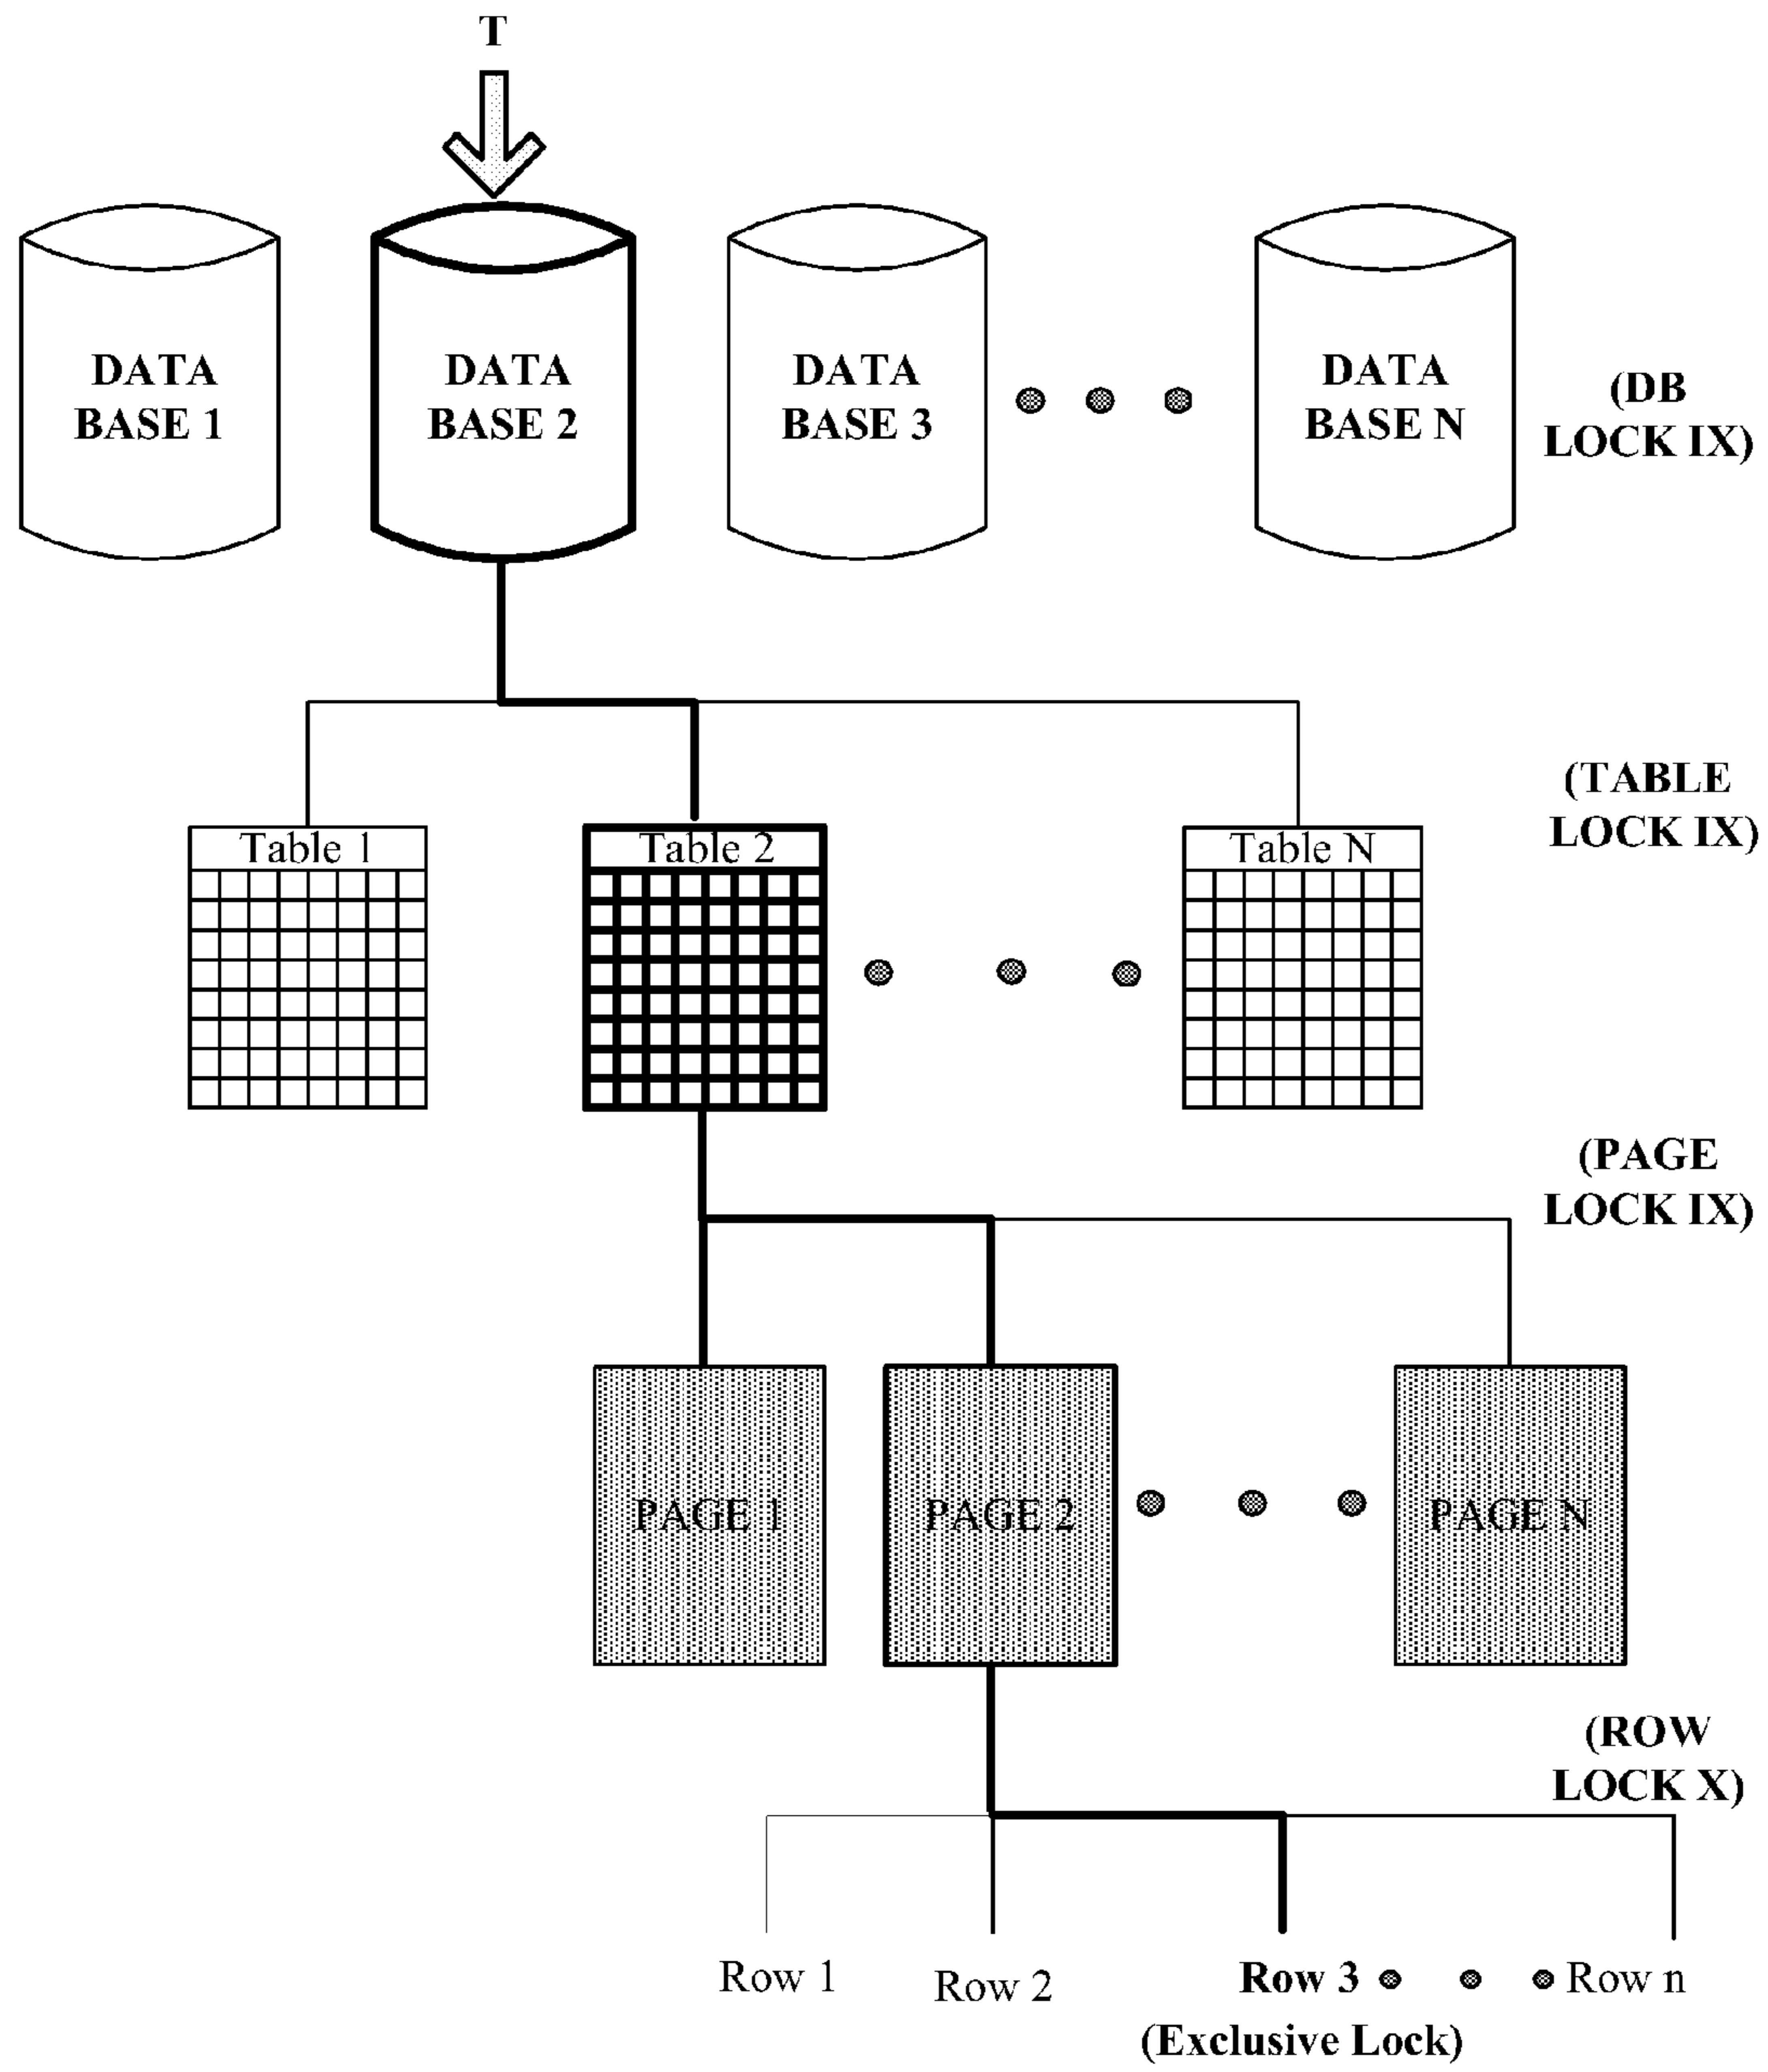 T
DATA
BASE 1
DATA
BASE 2
DATA
BASE 3
DATA
BASE N
(DB
LOCK IX)
(TABLE
LOCK IX)
Table 1
Table 2
Table N
(PAGE
LOCK IX)
PAGE 1
PAGE 2
PAGE N
(ROW
LOCK X)
Row 1
Row 2
Row 3
Row n
(Exclusive Lock)